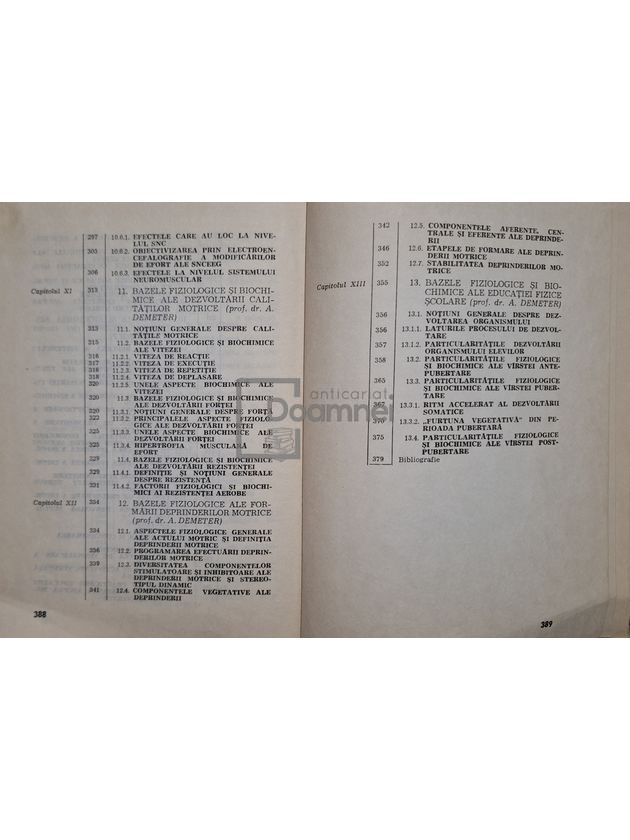 297 10.6.1. EFECTELE CARE AU LOC LA NIVE-
LUL SNC
303 10.6.2. OBIECTIVIZAREA PRIN ELECTROEN-
CEFALOGRAFIE A MODIFICĂRILOR
DE EFORT ALE SNCEEG
306 10.6.3. EFECTELE LA NIVELUL SISTEMULUI
NEUROMUSCULAR
Capitolul XI 313 11. BAZELE FIZIOLOGICE ȘI BIOCHI-
MICE ALE DEZVOLTĂRII CALI-
TĂȚILOR MOTRICE (prof. dr. A.
DEMETER)
313 11.1. NOȚIUNI GENERALE DESPRE CALI-
TĂȚILE MOTRICE
315 11.2. BAZELE FIZIOLOGICE ȘI BIOCHIMICE
ALE VITEZEI
316 11.2.1. VITEZA DE REACȚIE
317 11.2.2. VITEZA DE EXECUȚIE
318 11.2.3. VITEZA DE REPETIȚIE
318 11.2.4. VITEZA DE DEPLASARE
320 11.2.5. UNELE ASPECTE BIOCHIMICE ALE
VITEZEI
320 11.3. BAZELE FIZIOLOGICE ȘI BIOCHIMICE
ALE DEZVOLTĂRII FORȚEI
320 11.3.1. NOȚIUNI GENERALE DESPRE FORȚĂ
322 11.3.2. PRINCIPALELE ASPECTE FIZIOLO-
GICE ALE DEZVOLTĂRII FORȚEI
325 11.3.3. UNELE ASPECTE BIOCHIMICE ALE
DEZVOLTĂRII FORȚEI
325 11.3.4. HIPERTROFIA MUSCULARĂ DE
EFORT
329 11.4. BAZELE FIZIOLOGICE ȘI BIOCHIMICE
ALE DEZVOLTĂRII REZISTENȚEI
329 11.4.1. DEFINIȚIE ȘI NOȚIUNI GENERALE
DESPRE REZISTENȚĂ
331 11.4.2. FACTORII FIZIOLOGICI ȘI BIOCHI-
MICI AI REZISTENȚEI AEROBE
Capitolul XII 334 12. BAZELE FIZIOLOGICE ALE FOR-
MĂRII DEPRINDERILOR MOTRICE
(prof. dr. A. DEMETER)
334 12.1. ASPECTELE FIZIOLOGICE GENERALE
ALE ACTULUI MOTRIC ȘI DEFINIȚIA
DEPRINDERII MOTRICE
336 12.2. PROGRAMAREA EFECTUĂRII DEPRIN-
DERILOR MOTRICE
339 12.3. DIVERSITATEA COMPONENTELOR
STIMULATOARE ȘI INHIBITOARE ALE
DEPRINDERII MOTRICE ȘI STEREO-
TIPUL DINAMIC
341 12.4. COMPONENTELE VEGETATIVE ALE
DEPRINDERII
388
342 12.5. COMPONENTELE AFERENTE, CEN-
TRALE ȘI EFERENTE ALE DEPRINDE-
RII
346 12.6. ETAPELE DE FORMARE ALE DEPRIN-
DERII MOTRICE
352 12.7. STABILITATEA DEPRINDERILOR MO-
TRICE
Capitolul XIII 355 13. BAZELE FIZIOLOGICE ȘI BIO-
CHIMICE ALE EDUCAȚIEI FIZICE
ȘCOLARE (prof. dr. A. DEMETER)
356 13.1. NOȚIUNI GENERALE DESPRE DEZ-
VOLTAREA ORGANISMULUI
356 13.1.1. LATURILE PROCESULUI DE DEZVOL-
TARE
357 13.1.2. PARTICULARITĂȚILE DEZVOLTĂRII
ORGANISMULUI ELEVILOR
358 13.2. PARTICULARITĂȚILE FIZIOLOGICE
ȘI BIOCHIMICE ALE VÎRSTEI ANTE-
PUBERTARE
365 13.3. PARTICULARITĂȚILE FIZIOLOGICE
ȘI BIOCHIMICE ALE VÎRSTEI PUBER-
TARE
367 13.3.1. RITM ACCELERAT AL DEZVOLTĂRII
SOMATICE
370 13.3.2. „FURTUNA VEGETATIVĂ" DIN PE-
RIOADA PUBERTARĂ
375 13.4. PARTICULARITĂȚILE FIZIOLOGICE
ȘI BIOCHIMICE ALE VÎRSTEI POST-
PUBERTARE
379 Bibliografie
389
anticariat
Doamnei